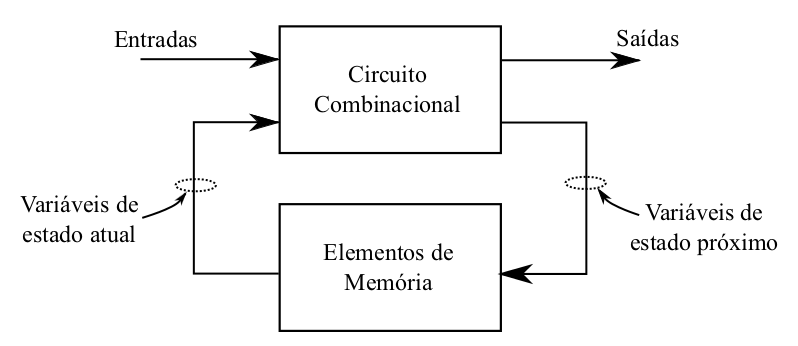 Entradas
Saídas
Circuito
Combinacional
Variáveis de
estado atual
Variáveis de
estado próximo
Elementos de
Memória